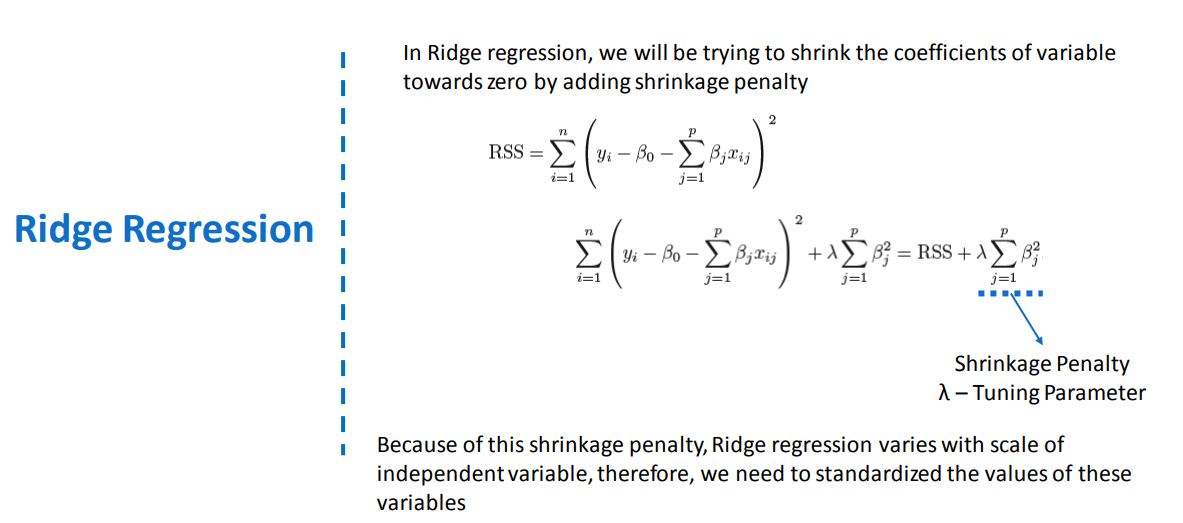 Ridge Regression
In Ridge regression, we will be trying to shrink the coefficients of variable
towards zero by adding shrinkage penalty
RSS = \sum_{i=1}^{n} \left( y_i - \beta_0 - \sum_{j=1}^{p} \beta_j x_{ij} \right)^2
\sum_{i=1}^{n} \left( y_i - \beta_0 - \sum_{j=1}^{p} \beta_j x_{ij} \right)^2 + \lambda \sum_{j=1}^{p} \beta_j^2 = RSS + \lambda \sum_{j=1}^{p} \beta_j^2
Shrinkage Penalty
λ – Tuning Parameter
Because of this shrinkage penalty, Ridge regression varies with scale of
independent variable, therefore, we need to standardized the values of these
variables